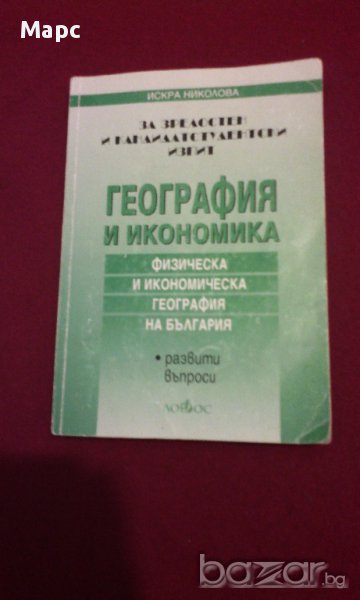 Марс
ИСКРА НИКОЛОВА
ЗА ЗРЕЛОСТЕН
И КАНДИДАТСТУДЕНТСКИ
ИЗПИТ
ГЕОГРАФИЯ
И ИКОНОМИКА
ФИЗИЧЕСКА
И ИКОНОМИЧЕСКА
ГЕОГРАФИЯ
НА БЪЛГАРИЯ
• развити
въпроси
bazar.bg